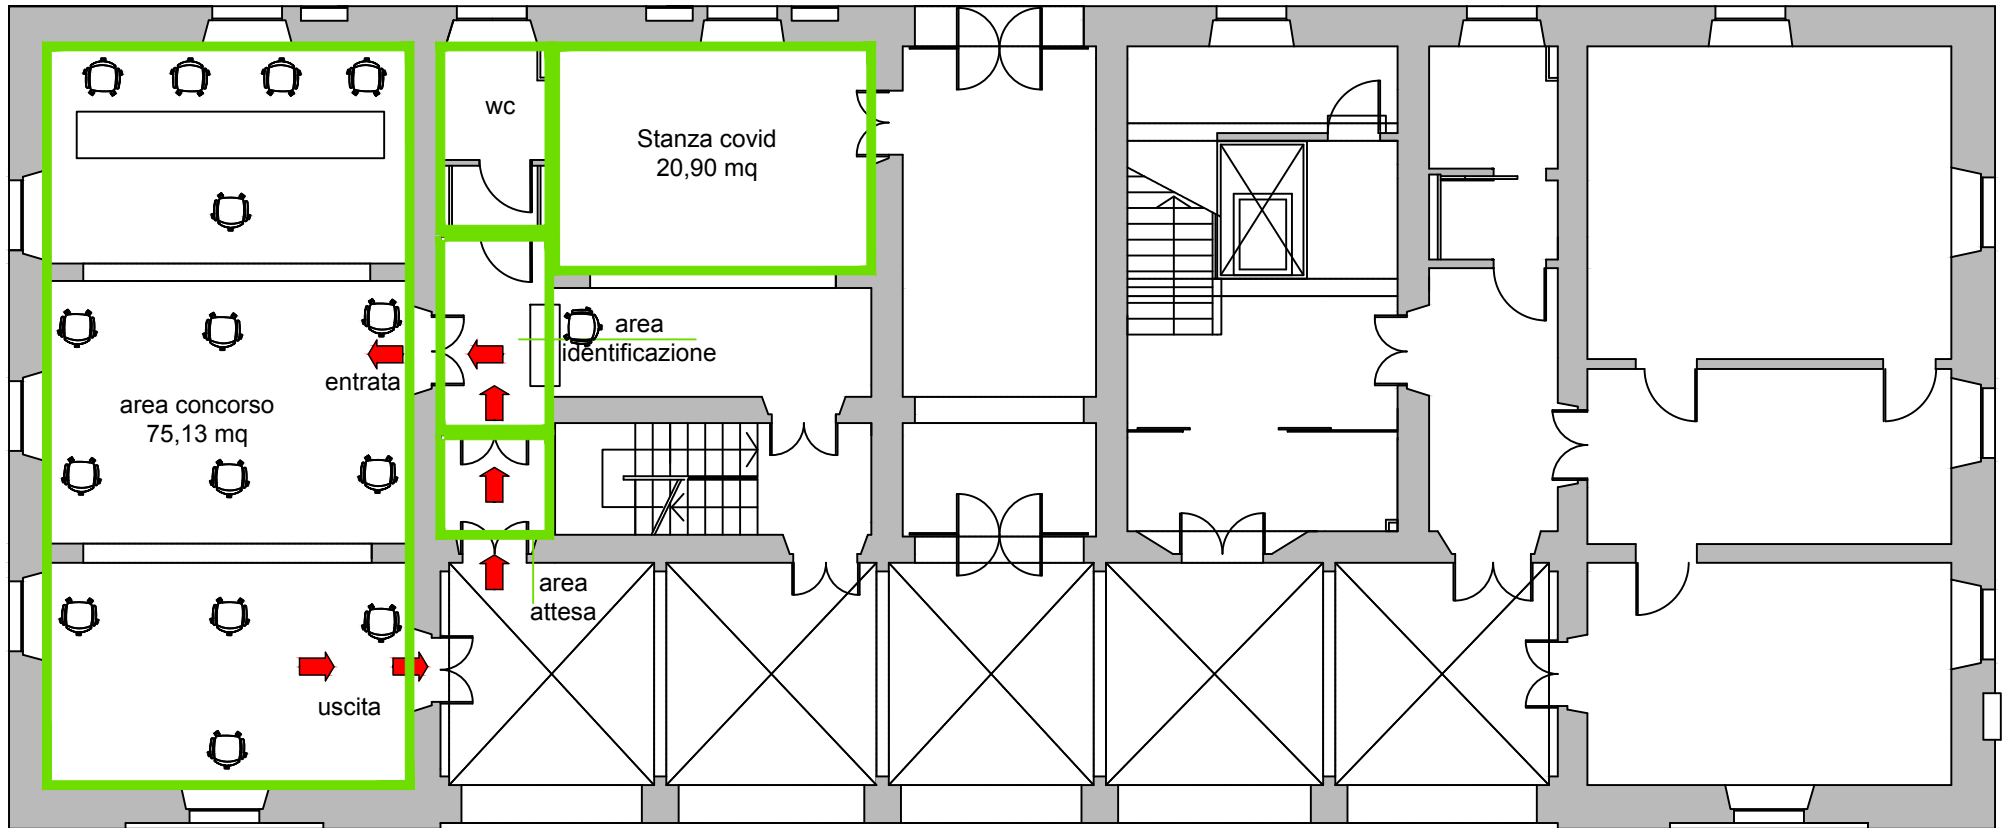 wc
Stanza covid
20,90 mq
area
identificazione
entrata
area concorso
75,13 mq
area
attesa
uscita